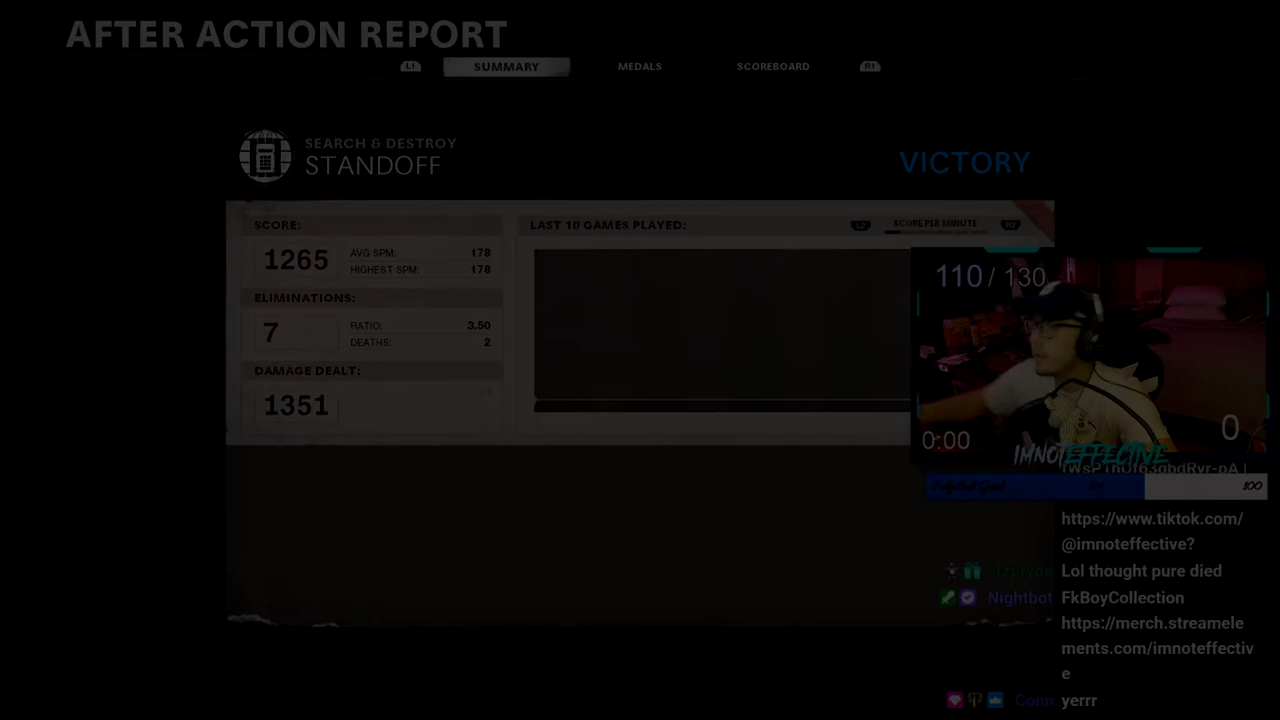 AFTER ACTION REPORT
L1 SUMMARY MEDALS SCOREBOARD R1
SEARCH & DESTROY
STANDOFF
VICTORY
SCORE:
1265
AVG SPM: 178
HIGHEST SPM: 178
ELIMINATIONS:
7
RATIO: 3.50
DEATHS: 2
DAMAGE DEALT:
1351
LAST 10 GAMES PLAYED:
L2 SCORE PER MINUTE R2
110 / 130
0:00
0
IMNOTEFFECTIVE
100
https://www.tiktok.com/
@imnoteffective?
Lol thought pure died
Nightbot FkBoyCollection
https://merch.streamele
ments.com/imnoteffectiv
e
Conn yerrr